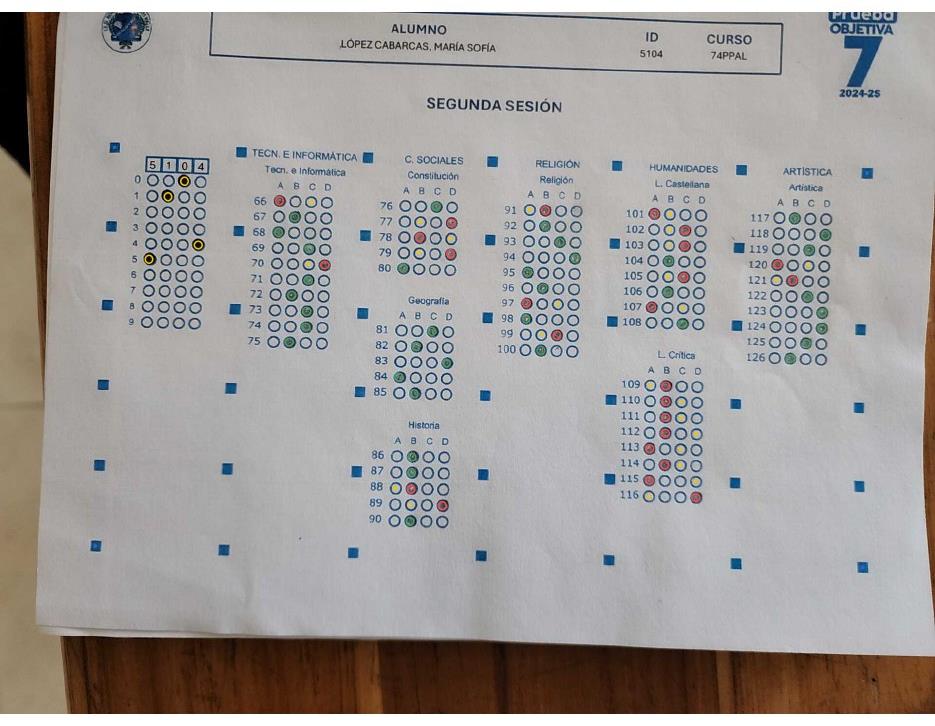 ALUMNO
LÓPEZ CABARCAS, MARÍA SOFÍA
ID
5104
CURSO
74PPAL
Prueba
OBJETIVA
7
2024-25
SEGUNDA SESIÓN
5 1 0 4
0
1
2
3
4
5
6
7
8
9
TECN. E INFORMÀTICA
Tecn. e Informática
A B C D
66
67
68
69
70
71
72
73
74
75
C. SOCIALES
Constitución
A B C D
76
77
78
79
80
Geografía
A B C D
81
82
83
84
85
Historia
A B C D
86
87
88
89
90
RELIGIÓN
Religión
A B C D
91
92
93
94
95
96
97
98
99
100
HUMANIDADES
L. Castellana
A B C D
101
102
103
104
105
106
107
108
L. Crítica
A B C D
109
110
111
112
113
114
115
116
ARTÍSTICA
Artística
A B C D
117
118
119
120
121
122
123
124
125
126